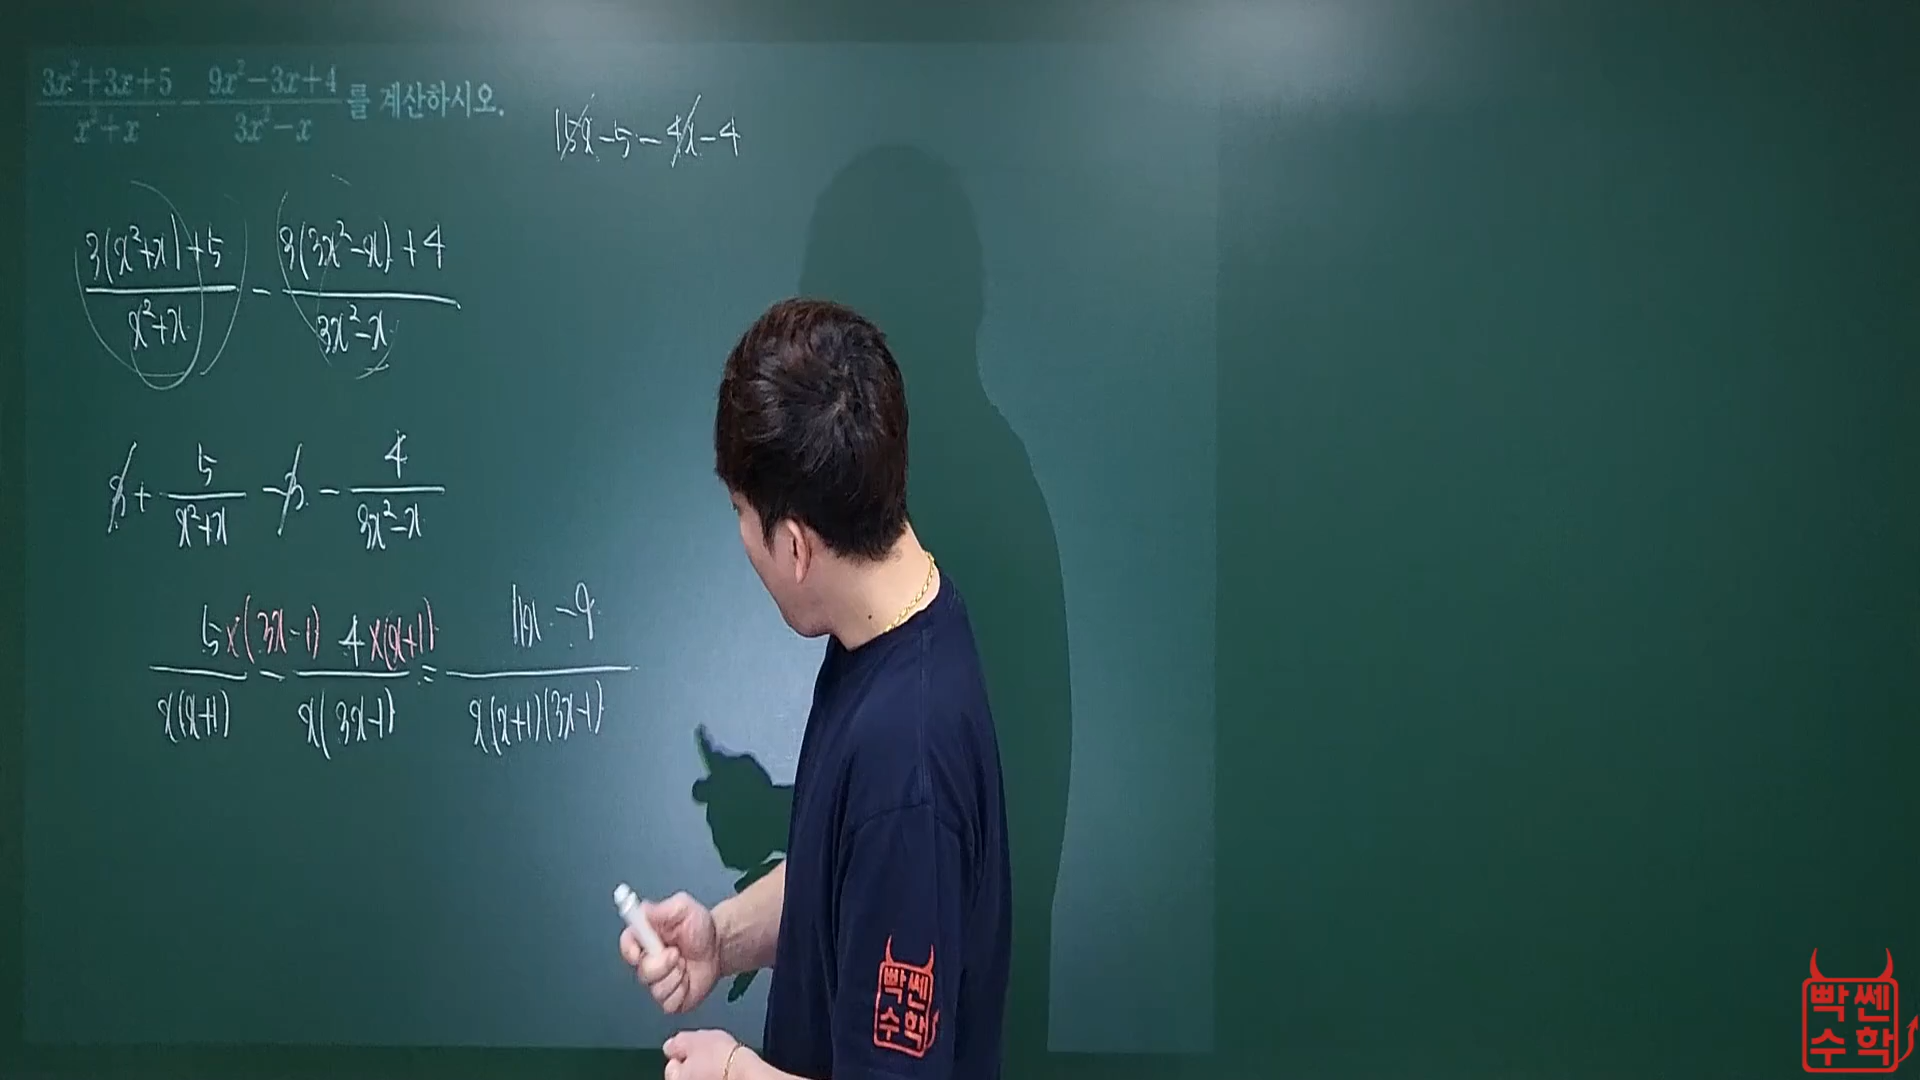 (3x²+3x+5)/(x²+x) − (9x²−3x+4)/(3x²−x) 를 계산하시오.
15x−5−4x−4
(3(x²+x)+5)/(x²+x) − (3(3x²−x)+4)/(3x²−x)
3 + 5/(x²+x) − 3 − 4/(3x²−x)
5×(3x−1)/x(x+1) − 4×(x+1)/x(3x−1) = (11x−9)/x(x+1)(3x−1)
빡쎈
수학
빡쎈
수학